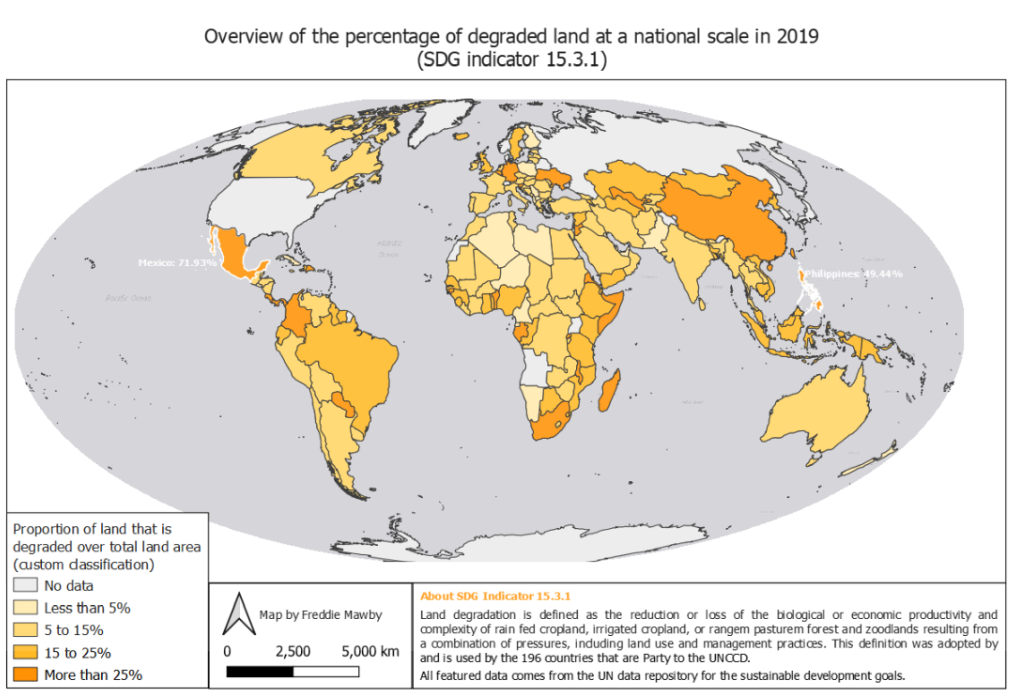 Overview of the percentage of degraded land at a national scale in 2019
(SDG indicator 15.3.1)
Atlantic
Ocean
Mexico: 71.93%
Philippines: 49.44%
Pacific Ocean
Proportion of land that is
degraded over total land area
(custom classification)
No data
Less than 5%
5 to 15%
15 to 25%
More than 25%
Map by Freddie Mawby
0 2,500 5,000 km
About SDG Indicator 15.3.1
Land degradation is defined as the reduction or loss of the biological or economic productivity and
complexity of rain fed cropland, irrigated cropland, or rangem pasturem forest and zoodlands resulting from
a combination of pressures, including land use and management practices. This definition was adopted by
and is used by the 196 countries that are Party to the UNCCD.
All featured data comes from the UN data repository for the sustainable development goals.